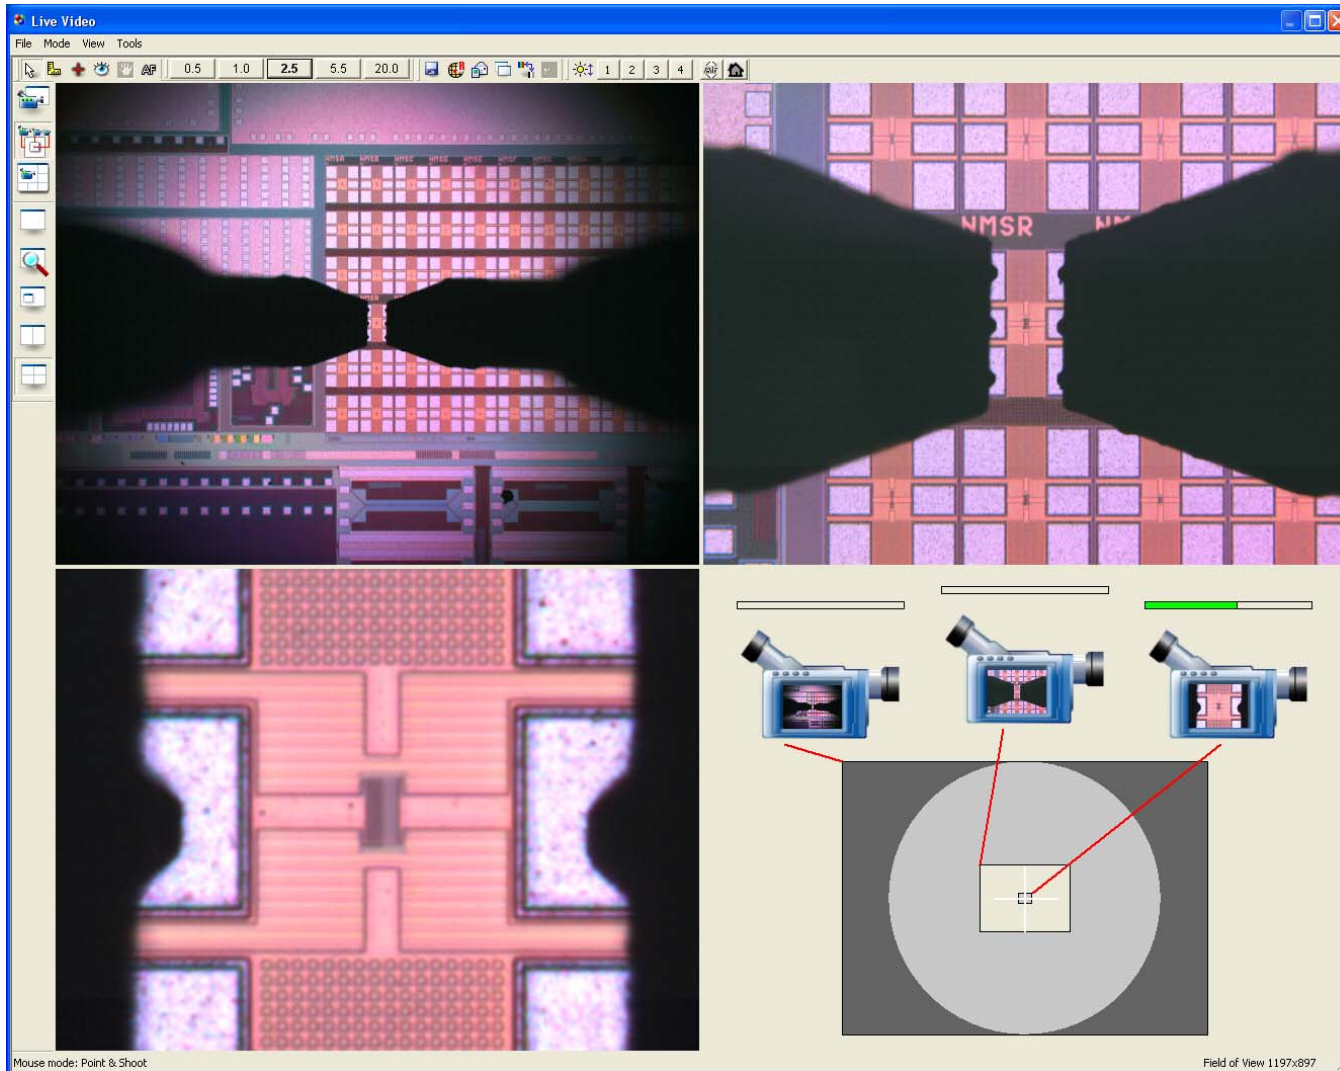 Live Video
File Mode View Tools
AF 0.5 1.0 2.5 5.5 20.0 1 2 3 4
NMSR
Mouse mode: Point & Shoot
Field of View 1197x897